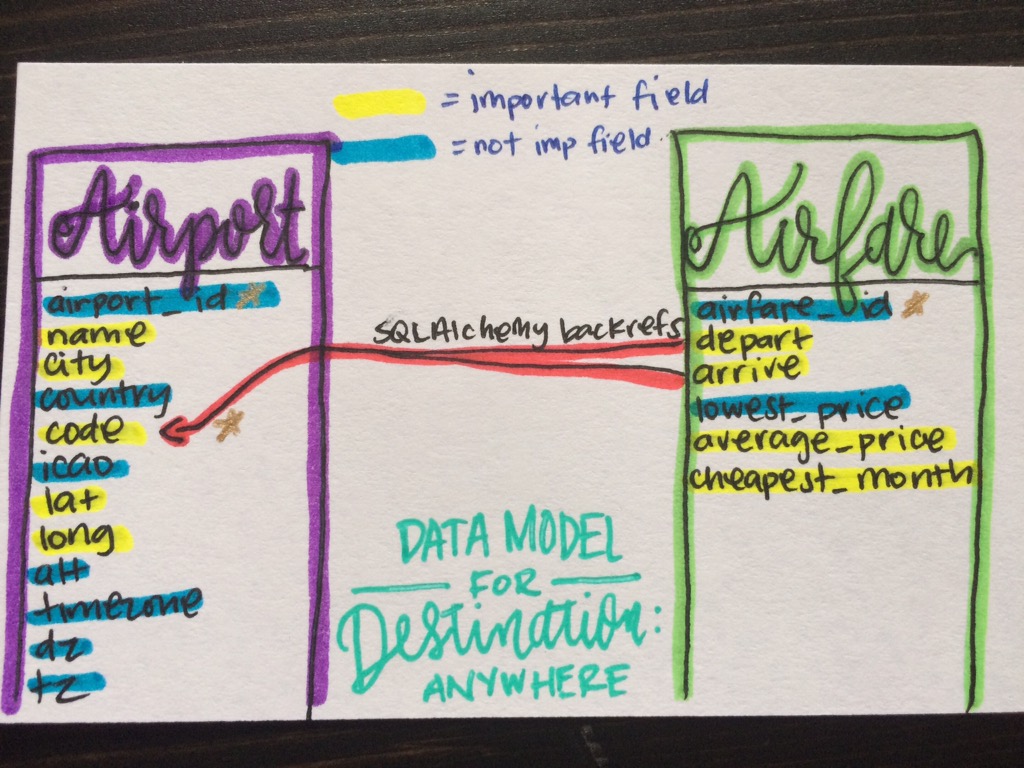 = important field
= not imp field
Airport
airport_id
name
city
country
code
icao
lat
long
alt
timezone
dz
tz
SQLAlchemy backrefs
Airfare
airfare_id
depart
arrive
lowest_price
average_price
cheapest_month
DATA MODEL
FOR
Destination:
ANYWHERE